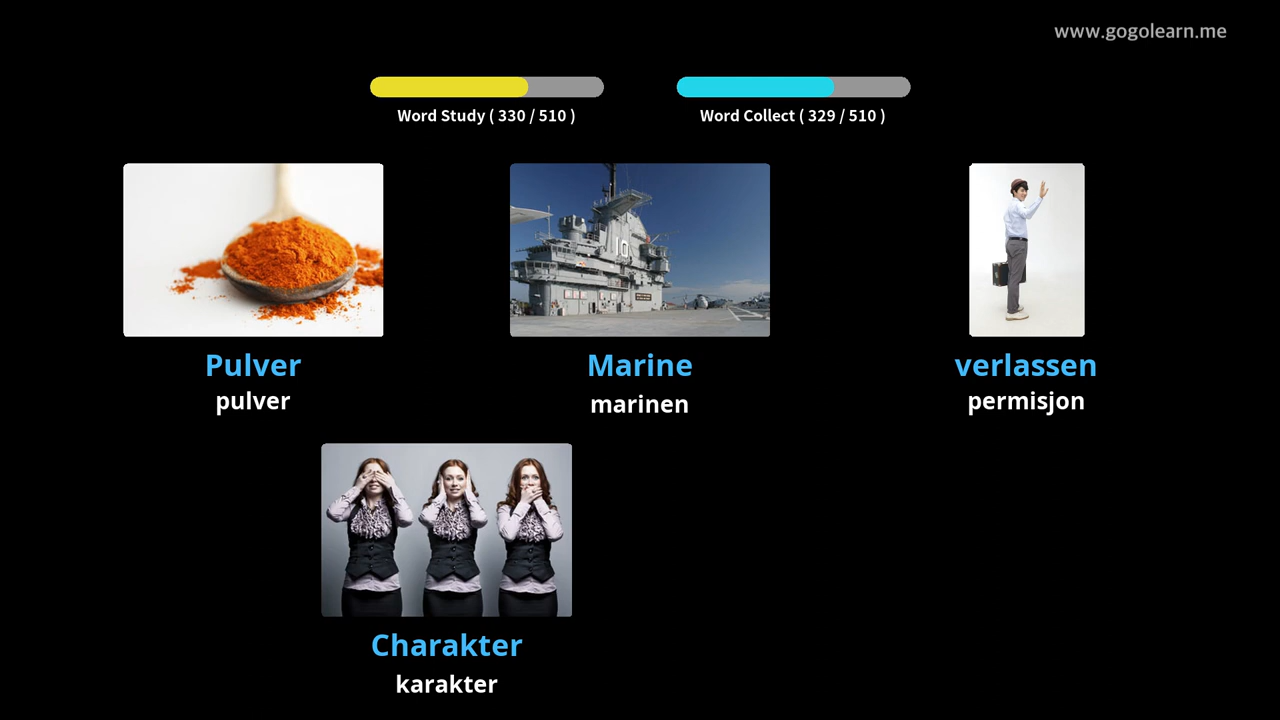 www.gogolearn.me
Word Study ( 330 / 510 )
Word Collect ( 329 / 510 )
Pulver
pulver
Marine
marinen
verlassen
permisjon
10
Charakter
karakter